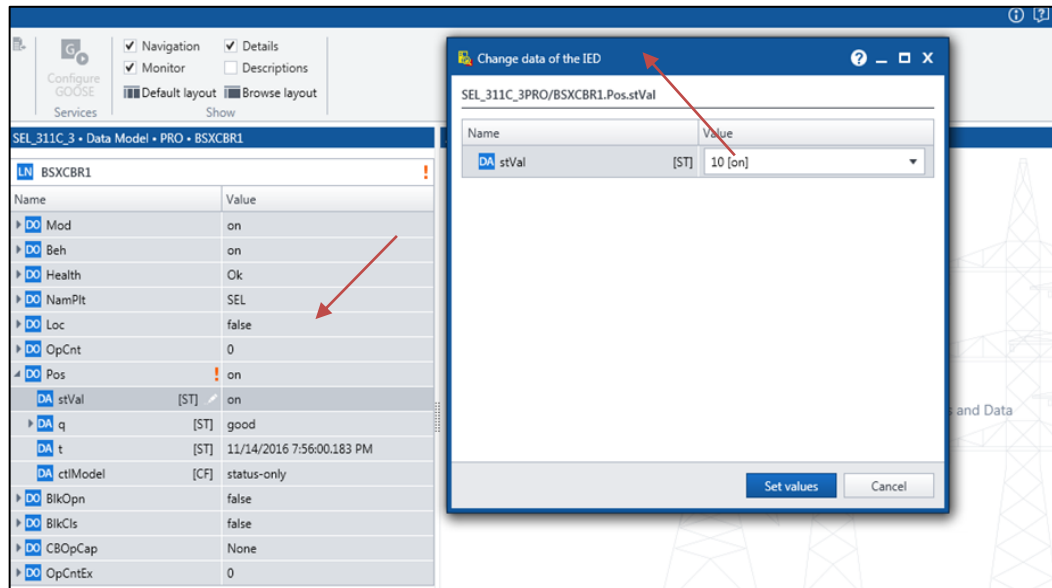 Configure
GOOSE
Services
Navigation
Details
Monitor
Descriptions
Default layout
Browse layout
Show
SEL_311C_3 • Data Model • PRO • BSXCBR1
LN BSXCBR1 !
Name Value
DO Mod on
DO Beh on
DO Health Ok
DO NamPlt SEL
DO Loc false
DO OpCnt 0
DO Pos ! on
DA stVal [ST] on
DA q [ST] good
DA t [ST] 11/14/2016 7:56:00.183 PM
DA ctlModel [CF] status-only
DO BlkOpn false
DO BlkCls false
DO CBOpCap None
DO OpCntEx 0
Change data of the IED
SEL_311C_3PRO/BSXCBR1.Pos.stVal
Name Value
DA stVal [ST] 10 [on]
Set values Cancel
and Data